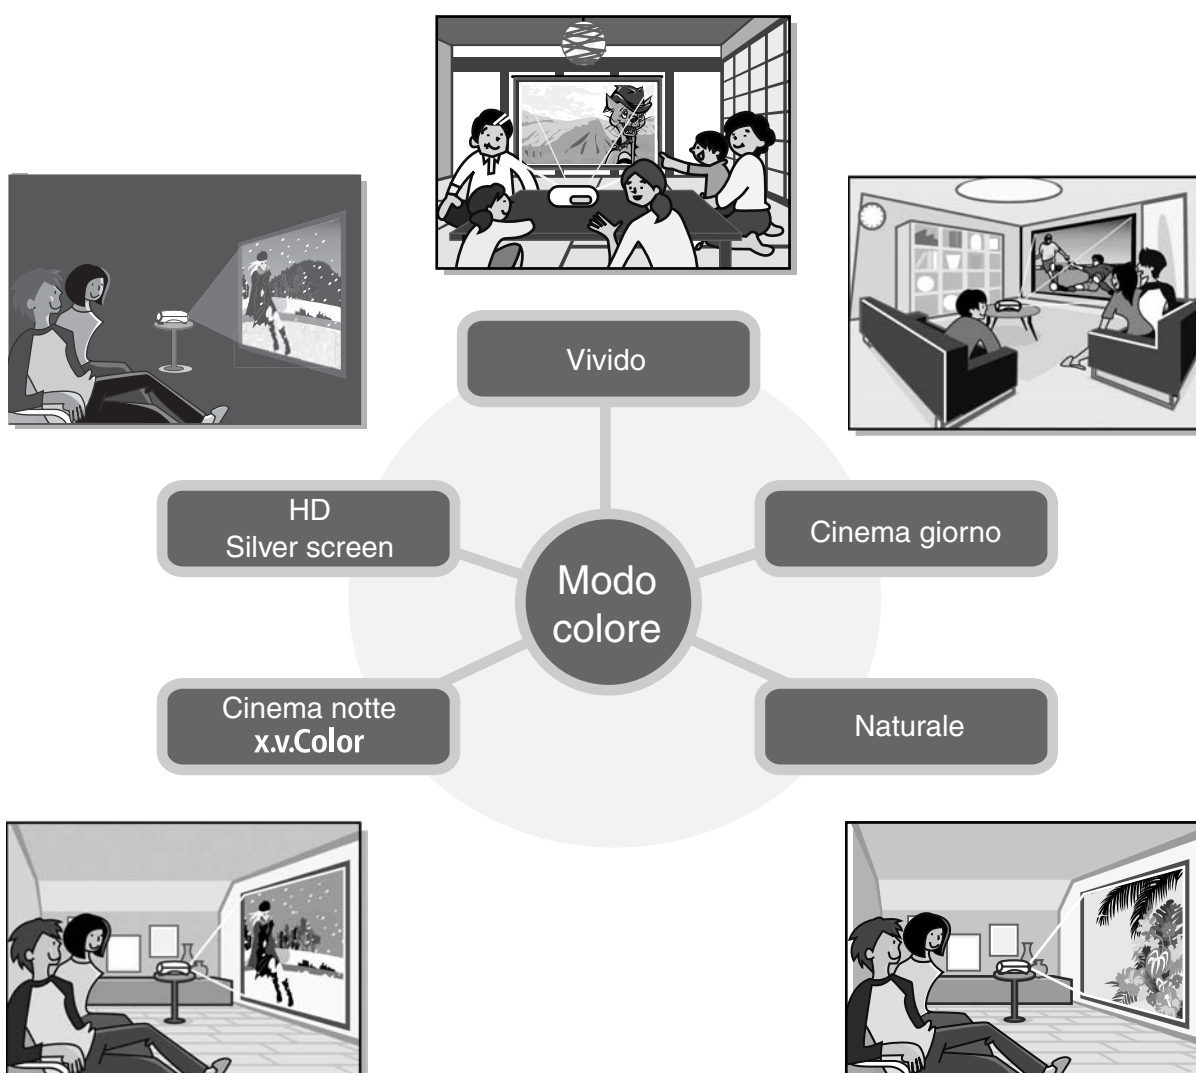 Vivido
HD
Silver screen
Cinema giorno
Modo
colore
Cinema notte
x.v.Color
Naturale